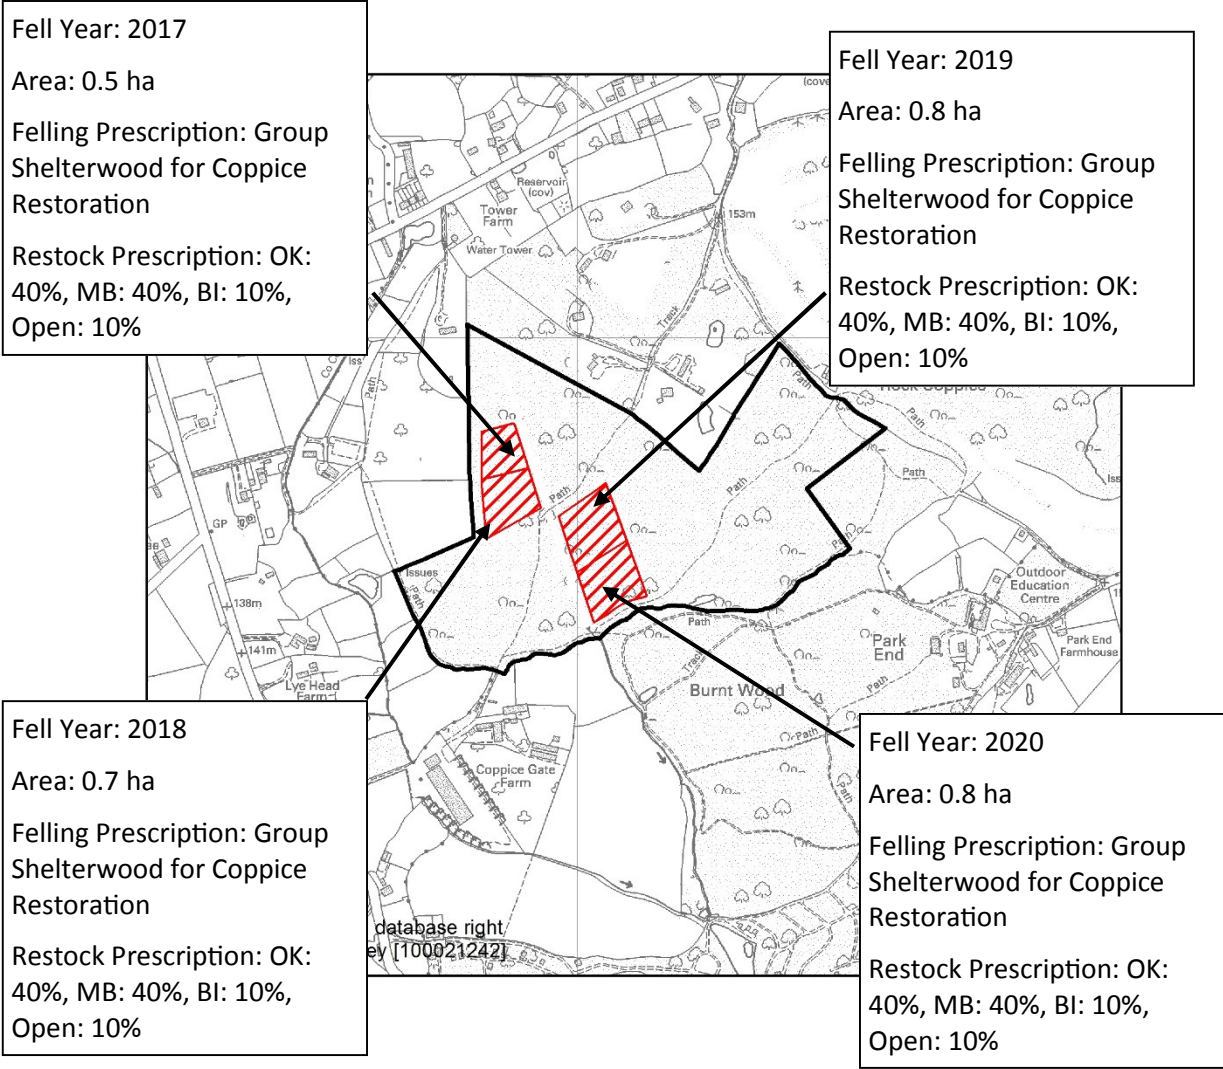 Fell Year: 2017
Area: 0.5 ha
Felling Prescription: Group
Shelterwood for Coppice
Restoration
Restock Prescription: OK:
40%, MB: 40%, BI: 10%,
Open: 10%
Fell Year: 2019
Area: 0.8 ha
Felling Prescription: Group
Shelterwood for Coppice
Restoration
Restock Prescription: OK:
40%, MB: 40%, BI: 10%,
Open: 10%
Reservoir
(cov)
Tower
Farm
Water Tower
153m
Track
Path
Path
Path
Path
Path
Path
Path
GP
Issues
Path
138m
141m
Lye Head
Farm
Outdoor
Education
Centre
Park End
Farmhouse
Park
End
Path
Path
Track
Burnt Wood
Path
Path
Coppice Gate
Farm
database right
[100021242]
Fell Year: 2018
Area: 0.7 ha
Felling Prescription: Group
Shelterwood for Coppice
Restoration
Restock Prescription: OK:
40%, MB: 40%, BI: 10%,
Open: 10%
Fell Year: 2020
Area: 0.8 ha
Felling Prescription: Group
Shelterwood for Coppice
Restoration
Restock Prescription: OK:
40%, MB: 40%, BI: 10%,
Open: 10%